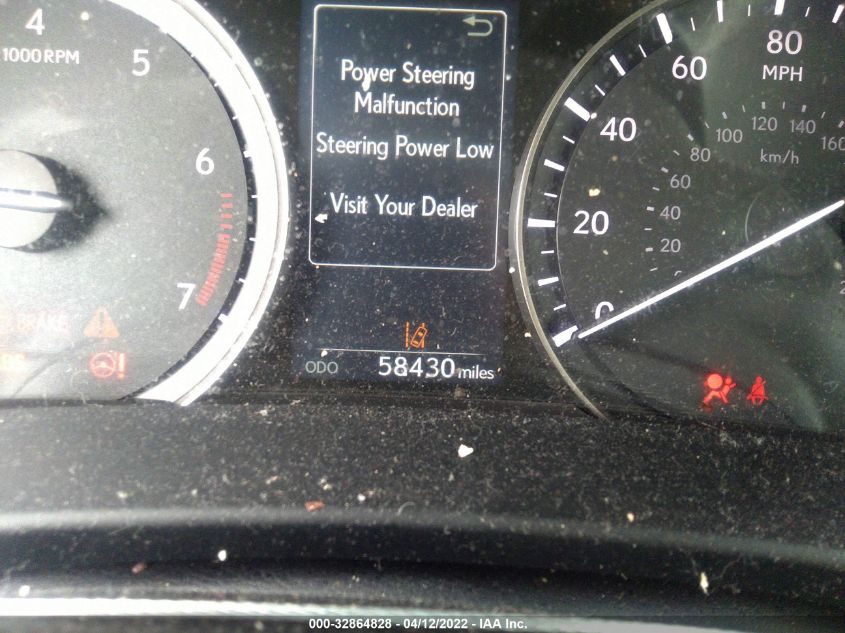 4
1000RPM
5
6
7
BRAKE
Power Steering
Malfunction
Steering Power Low
Visit Your Dealer
ODO 58430 miles
80
MPH
60
40
20
0
160
140
120
100
80
km/h
60
40
20
000-32864828 - 04/12/2022 - IAA Inc.